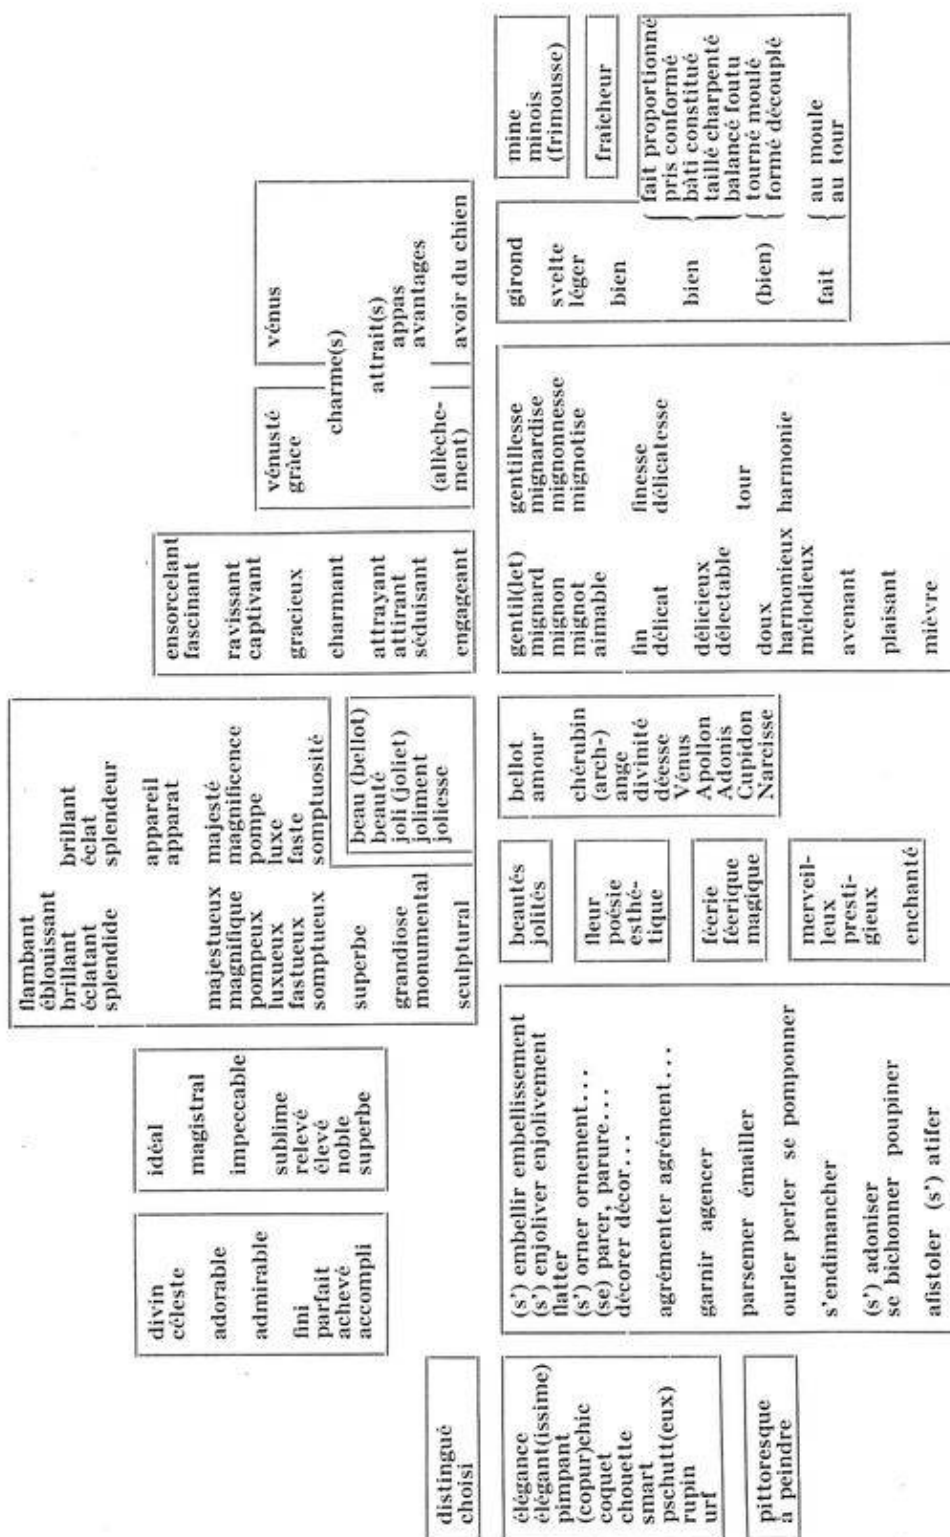 distingué
choisi
divin
céleste
adorable
admirable
fini
parfait
achevé
accompli
idéal
magistral
impeccable
sublime
relevé
élevé
noble
superbe
flambant
éblouissant
brillant brillant
éclatant éclat
splendide splendeur
appareil
apparat
majestueux majesté
magnifique magnificence
pompeux pompe
luxueux luxe
fastueux faste
somptueux somptuosité
superbe
grandiose
monumental
sculptural
beau (bellot)
beauté
joli (joliet)
joliment
joliesse
ensorcelant
fascinant
ravissant
captivant
gracieux
charmant
attrayant
attirant
séduisant
engageant
vénusté vénus
grâce
charme(s)
attrait(s)
appas
avantages
(allèche-
ment) avoir du chien
élégance
élégant(issime)
pimpant
(copur)chic
coquet
chouette
smart
pschutt(eux)
rupin
urf
pittoresque
a peindre
(s') embellir embellissement
(s') enjoliver enjolivement
flatter
(s') orner ornement...
(se) parer, parure...
décorer décor...
agrémenter agrément...
garnir agencer
parsemer émailler
ourler perler se pomponner
s'endimancher
(s') adoniser
se bichonner poupiner
afistoler (s') atifer
beautés
jolités
fleur
poésie
esthé-
tique
féerie
féerique
magique
merveil-
leux
presti-
gieux
enchanté
bellot
amour
chérubin
(arch-)
ange
divinité
déesse
Vénus
Apollon
Adonis
Cupidon
Narcisse
gentil(let) gentillesse
mignard mignardise
mignon mignonnesse
mignot mignotise
aimable
fin finesse
délicat délicatesse
délicieux
délectable
tour
doux
harmonieux harmonie
mélodieux
avenant
plaisant
mièvre
girond
svelte
léger
bien
fait proportionné
pris conformé
bien { bâti constitué
taillé charpenté
balancé foutu
(bien) { tourné moulé
formé découplé
fait { au moule
au tour
mine
minois
(frimousse)
fraicheur